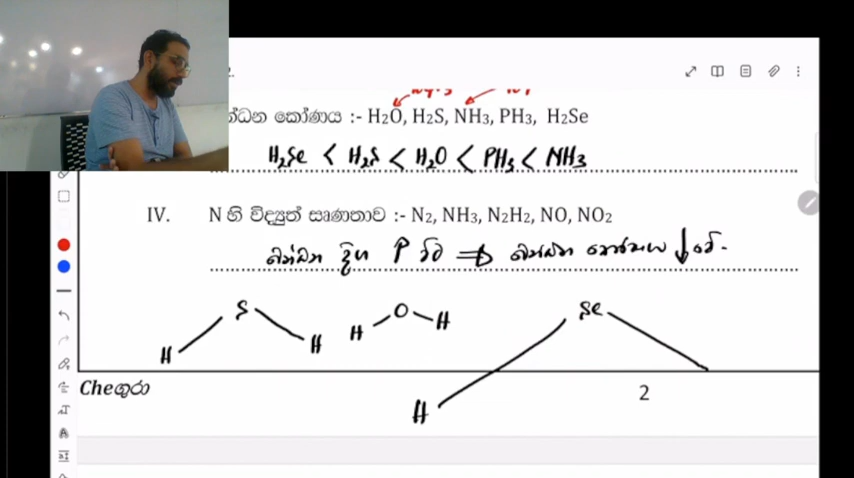 න්ධන කෝණය :- H2O, H2S, NH3, PH3, H2Se
H2Se < H2S < H2O < PH3 < NH3
IV. N හි විද්‍යුත් සෘණතාව :- N2, NH3, N2H2, NO, NO2
බන්ධන දිග ↑ විට ⇒ බන්ධන කෝණය ↓ වේ.
S O Se
H H H H
H
Cheගුරා 2